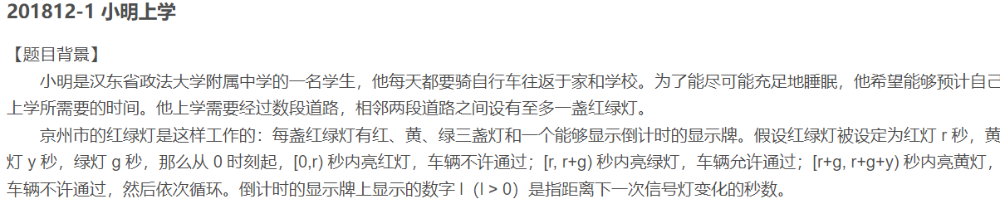 201812-1 小明上学
【题目背景】
小明是汉东省政法大学附属中学的一名学生，他每天都要骑自行车往返于家和学校。为了能尽可能充足地睡眠，他希望能够预计自己
上学所需要的时间。他上学需要经过数段道路，相邻两段道路之间设有至多一盏红绿灯。
京州市的红绿灯是这样工作的：每盏红绿灯有红、黄、绿三盏灯和一个能够显示倒计时的显示牌。假设红绿灯被设定为红灯 r 秒，黄
灯 y 秒，绿灯 g 秒，那么从 0 时刻起，[0,r) 秒内亮红灯，车辆不许通过；[r, r+g) 秒内亮绿灯，车辆允许通过；[r+g, r+g+y) 秒内亮黄灯，
车辆不许通过，然后依次循环。倒计时的显示牌上显示的数字 l（l > 0）是指距离下一次信号灯变化的秒数。